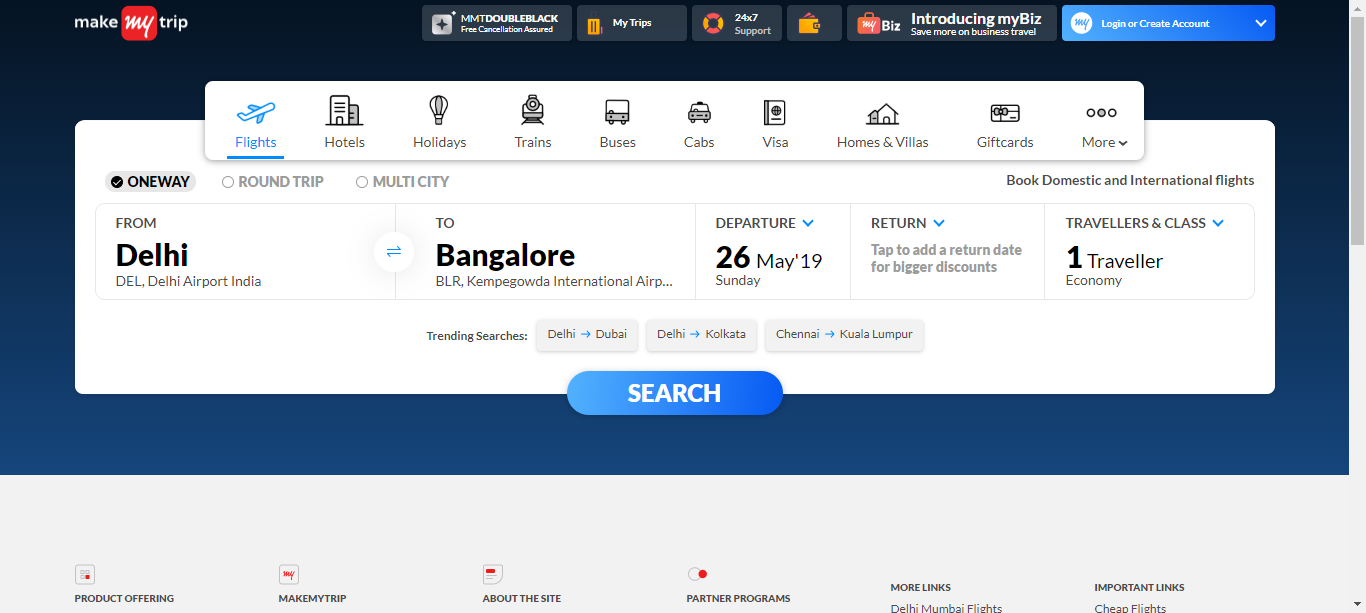 make my trip
MMTDOUBLEBLACK
Free Cancellation Assured
My Trips
24x7
Support
my Biz
Introducing myBiz
Save more on business travel
my
Login or Create Account
Flights
Hotels
Holidays
Trains
Buses
Cabs
Visa
Homes & Villas
Giftcards
More
ONEWAY
ROUND TRIP
MULTI CITY
Book Domestic and International flights
FROM
Delhi
DEL, Delhi Airport India
TO
Bangalore
BLR, Kempegowda International Airp...
DEPARTURE
26 May'19
Sunday
RETURN
Tap to add a return date
for bigger discounts
TRAVELLERS & CLASS
1 Traveller
Economy
Trending Searches:
Delhi → Dubai
Delhi → Kolkata
Chennai → Kuala Lumpur
SEARCH
PRODUCT OFFERING
my
MAKEMYTRIP
ABOUT THE SITE
PARTNER PROGRAMS
MORE LINKS
Delhi Mumbai Flights
IMPORTANT LINKS
Cheap Flights